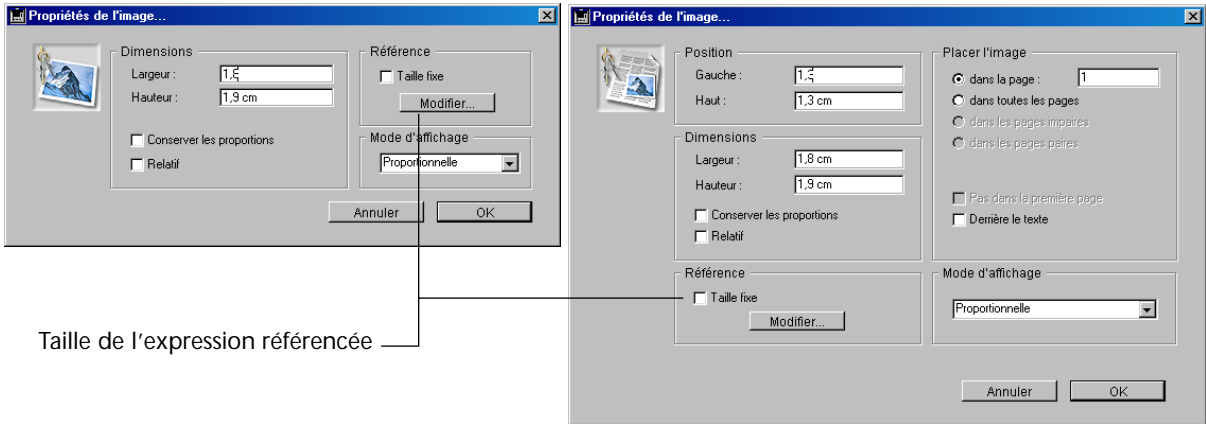 Propriétés de l'image...
Dimensions
Largeur :
Hauteur :
1,9 cm
Conserver les proportions
Relatif
Référence
Taille fixe
Modifier...
Mode d'affichage
Proportionnelle
Annuler
OK
Propriétés de l'image...
Position
Gauche :
Haut :
1,3 cm
Dimensions
Largeur :
1,8 cm
Hauteur :
1,9 cm
Conserver les proportions
Relatif
Référence
Taille fixe
Modifier...
Placer l'image
dans la page :
1
dans toutes les pages
dans les pages impaires
dans les pages paires
Pas dans la première page
Derrière le texte
Mode d'affichage
Proportionnelle
Annuler
OK
Taille de l'expression référencée